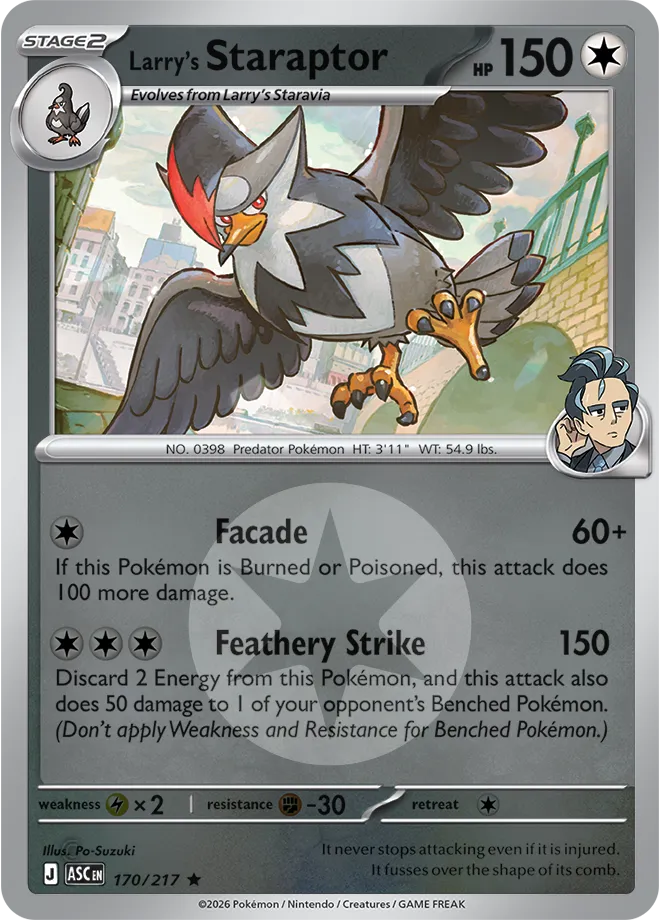 STAGE2
Larry's Staraptor HP 150
Evolves from Larry's Staravia
NO. 0398 Predator Pokémon HT: 3'11" WT: 54.9 lbs.
Facade 60+
If this Pokémon is Burned or Poisoned, this attack does
100 more damage.
Feathery Strike 150
Discard 2 Energy from this Pokémon, and this attack also
does 50 damage to 1 of your opponent's Benched Pokémon.
(Don't apply Weakness and Resistance for Benched Pokémon.)
weakness ×2 resistance -30 retreat
Illus. Po-Suzuki
It never stops attacking even if it is injured.
It fusses over the shape of its comb.
J ASC EN 170/217 ★
©2026 Pokémon / Nintendo / Creatures / GAME FREAK